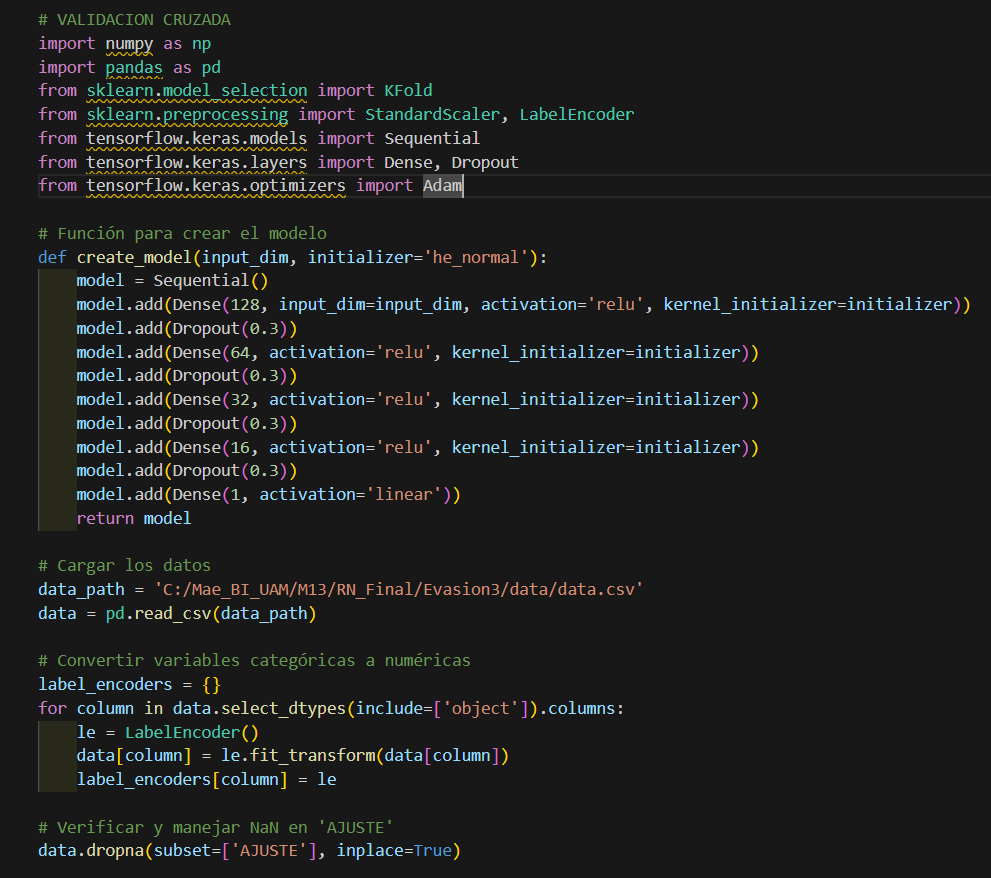 # VALIDACION CRUZADA
import numpy as np
import pandas as pd
from sklearn.model_selection import KFold
from sklearn.preprocessing import StandardScaler, LabelEncoder
from tensorflow.keras.models import Sequential
from tensorflow.keras.layers import Dense, Dropout
from tensorflow.keras.optimizers import Adam

# Función para crear el modelo
def create_model(input_dim, initializer='he_normal'):
    model = Sequential()
    model.add(Dense(128, input_dim=input_dim, activation='relu', kernel_initializer=initializer))
    model.add(Dropout(0.3))
    model.add(Dense(64, activation='relu', kernel_initializer=initializer))
    model.add(Dropout(0.3))
    model.add(Dense(32, activation='relu', kernel_initializer=initializer))
    model.add(Dropout(0.3))
    model.add(Dense(16, activation='relu', kernel_initializer=initializer))
    model.add(Dropout(0.3))
    model.add(Dense(1, activation='linear'))
    return model

# Cargar los datos
data_path = 'C:/Mae_BI_UAM/M13/RN_Final/Evasion3/data/data.csv'
data = pd.read_csv(data_path)

# Convertir variables categóricas a numéricas
label_encoders = {}
for column in data.select_dtypes(include=['object']).columns:
    le = LabelEncoder()
    data[column] = le.fit_transform(data[column])
    label_encoders[column] = le

# Verificar y manejar NaN en 'AJUSTE'
data.dropna(subset=['AJUSTE'], inplace=True)